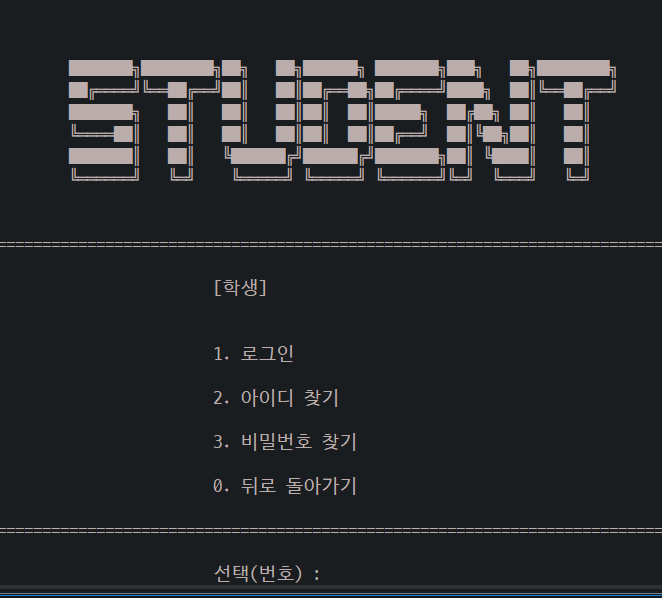 STUDENT
[학생]
1. 로그인
2. 아이디 찾기
3. 비밀번호 찾기
0. 뒤로 돌아가기
선택(번호) :